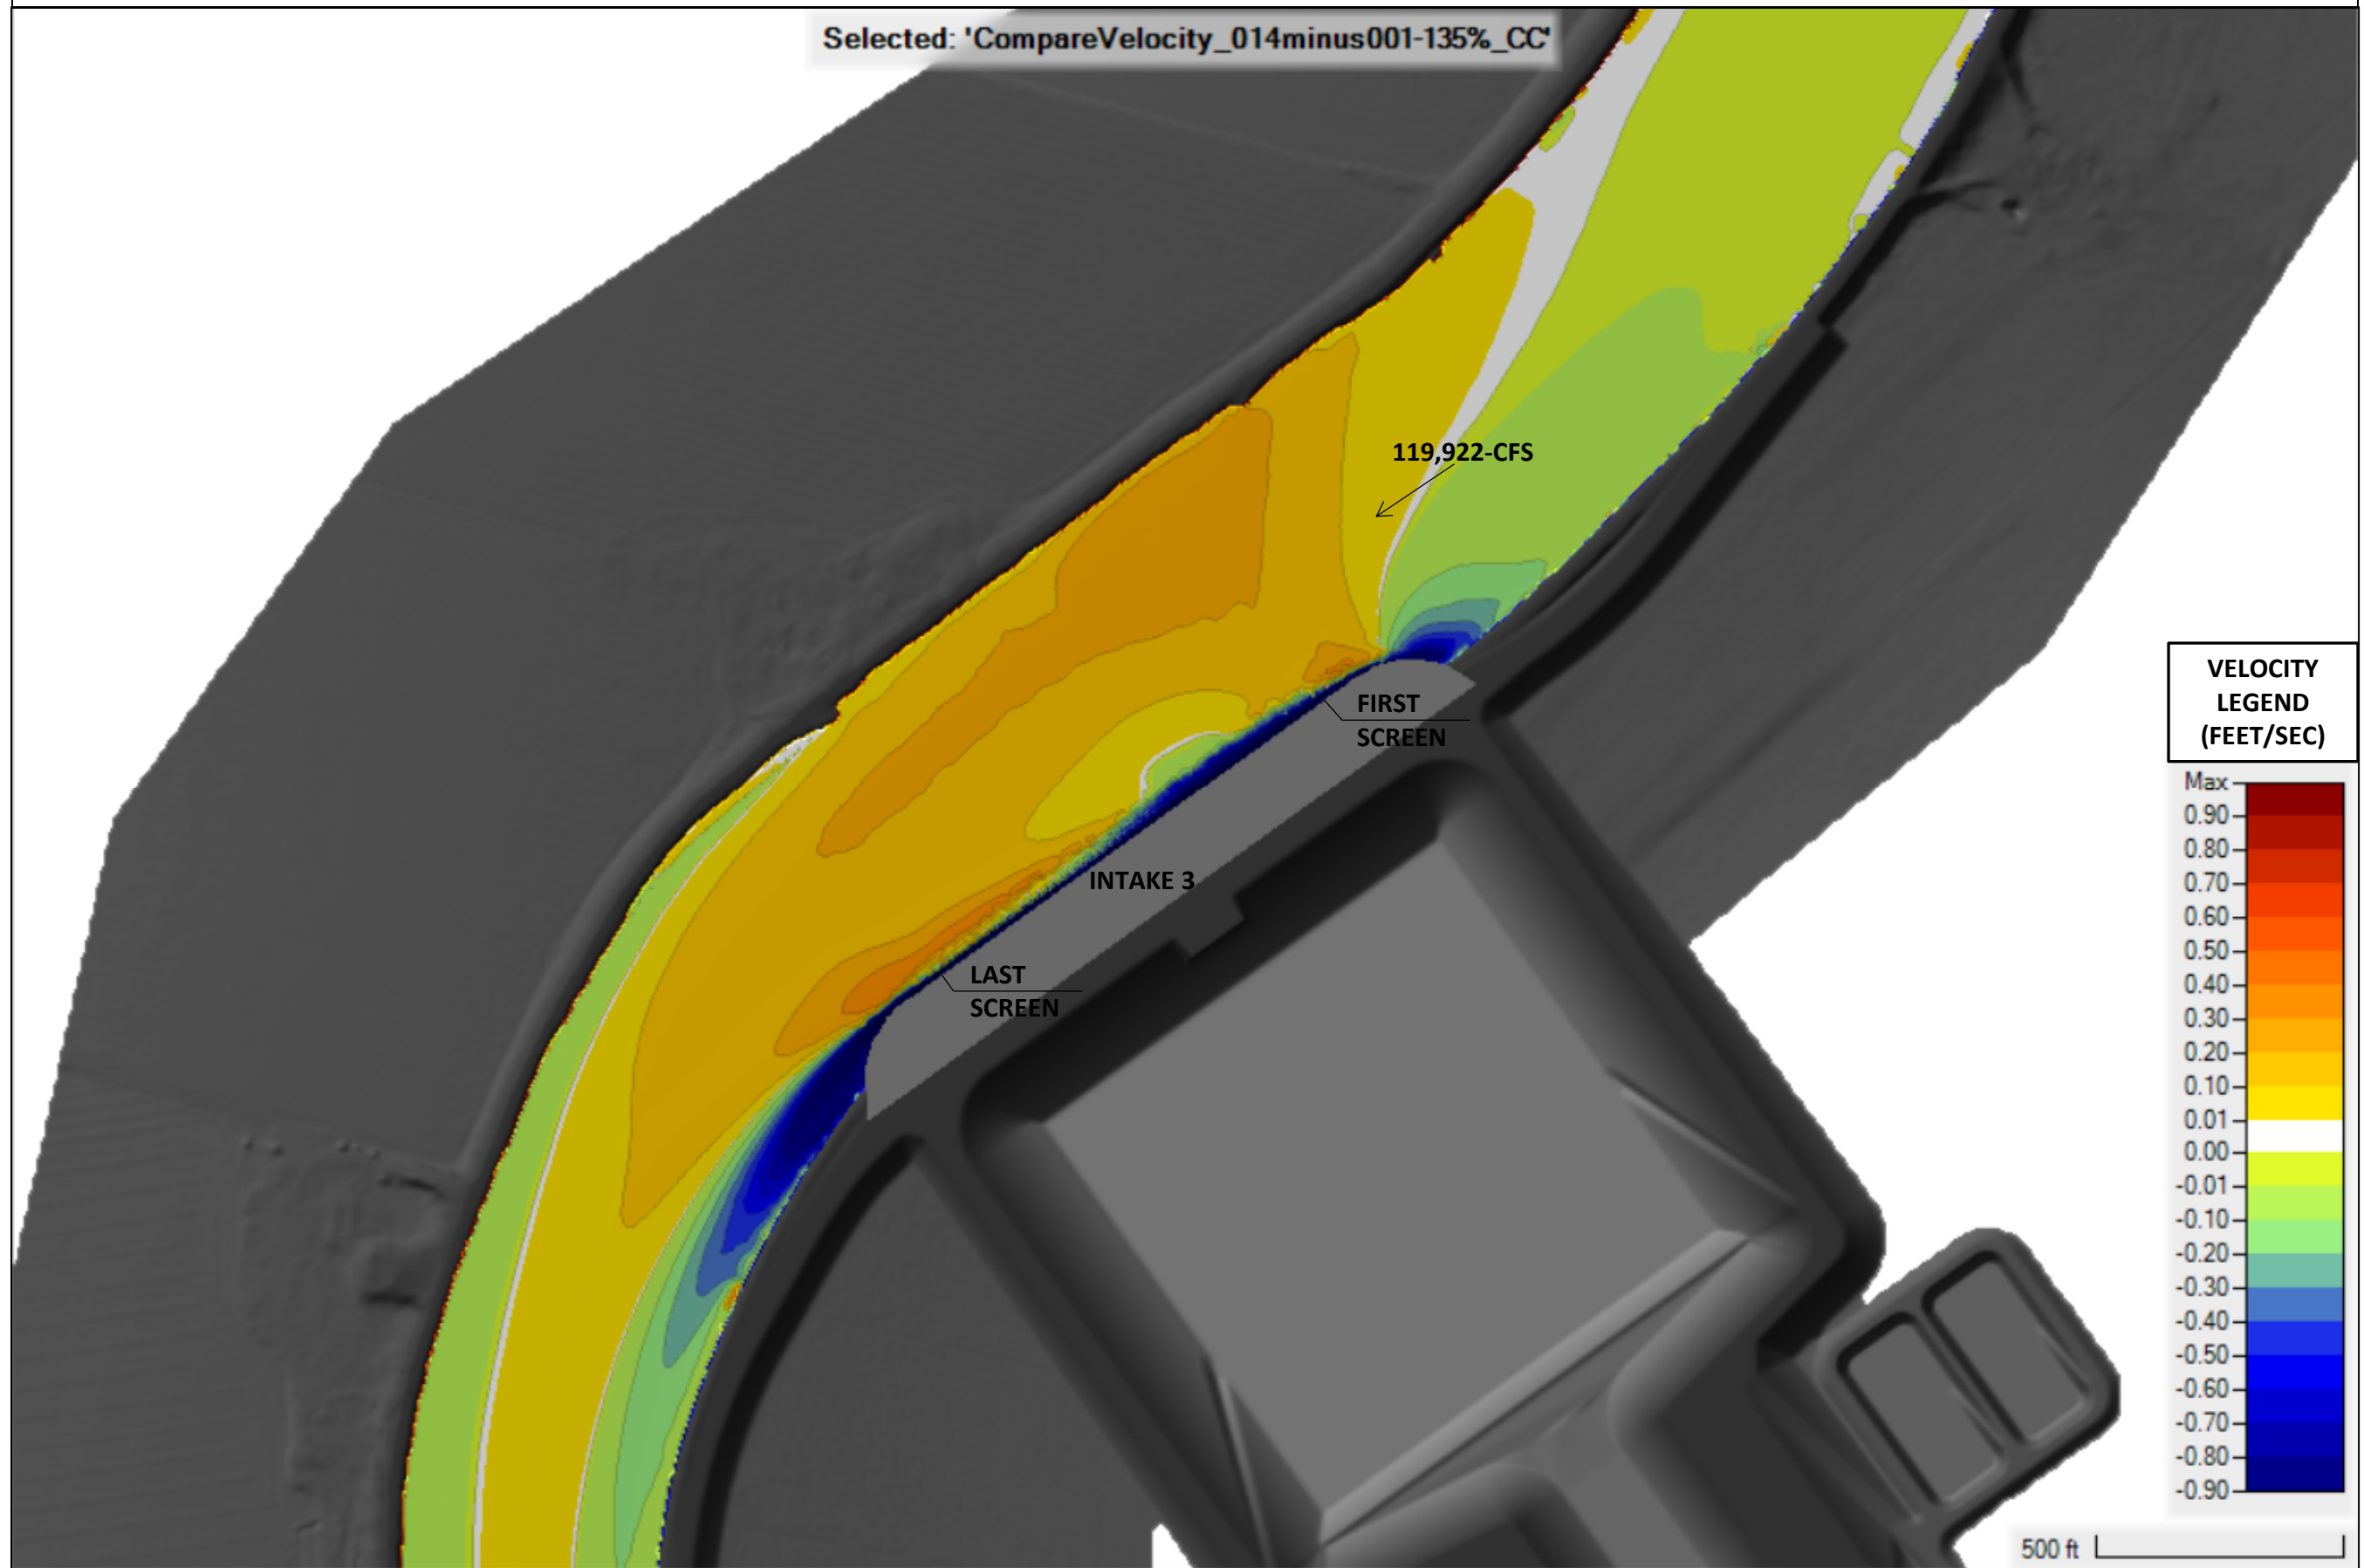 Selected: 'CompareVelocity_014minus001-135%_CC'
119,922-CFS
FIRST
SCREEN
INTAKE 3
LAST
SCREEN
VELOCITY
LEGEND
(FEET/SEC)
Max
0.90
0.80
0.70
0.60
0.50
0.40
0.30
0.20
0.10
0.01
0.00
-0.01
-0.10
-0.20
-0.30
-0.40
-0.50
-0.60
-0.70
-0.80
-0.90
500 ft